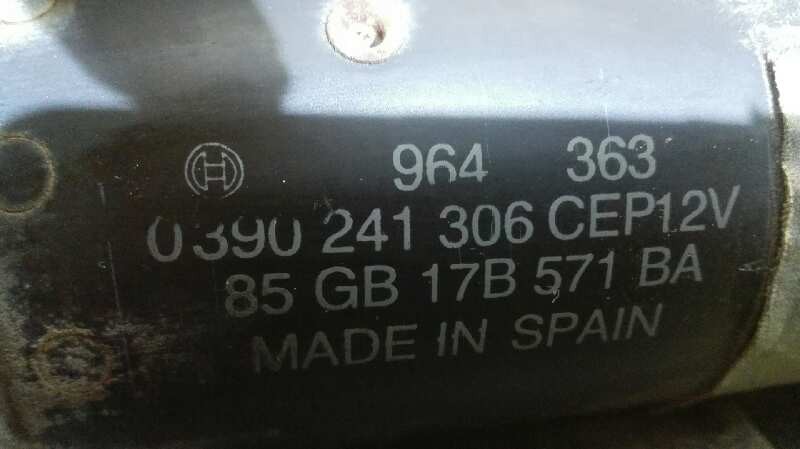 964 363
0390 241 306 CEP12V
85 GB 17B 571 BA
MADE IN SPAIN